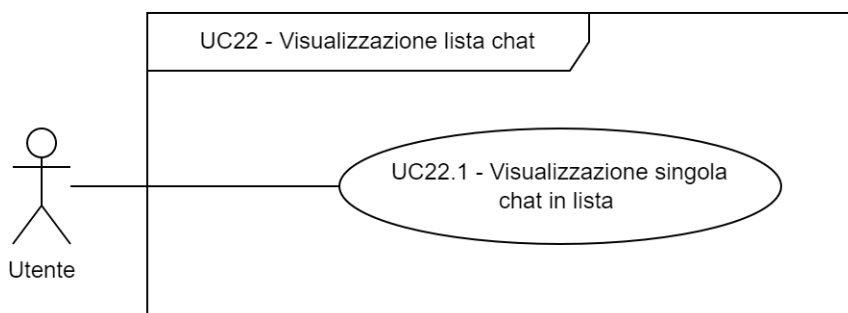 UC22 - Visualizzazione lista chat
UC22.1 - Visualizzazione singola
chat in lista
Utente